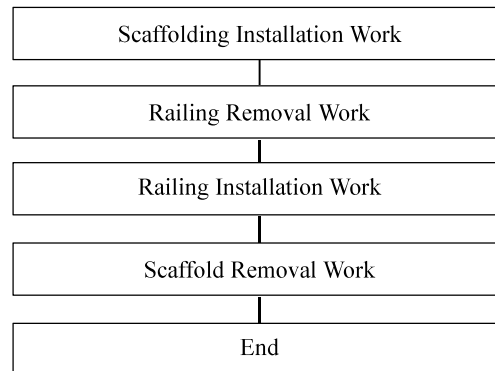 Scaffolding Installation Work
Railing Removal Work
Railing Installation Work
Scaffold Removal Work
End